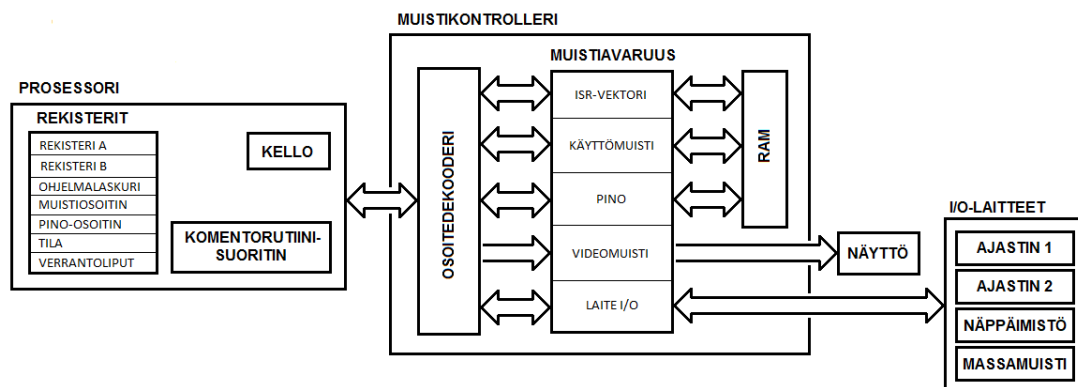 PROSESSORI
REKISTERIT
REKISTERI A
REKISTERI B
OHJELMALASKURI
MUISTIOSOITIN
PINO-OSOITIN
TILA
VERRANTOLIPUT
KELLO
KOMENTORUTIINI-
SUORITIN
MUISTIKONTROLLERI
OSOITEDEKOODERI
MUISTIAVARUUS
ISR-VEKTORI
KÄYTTÖMUISTI
PINO
VIDEOMUISTI
LAITE I/O
RAM
NÄYTTÖ
I/O-LAITTEET
AJASTIN 1
AJASTIN 2
NÄPPÄIMISTÖ
MASSAMUISTI